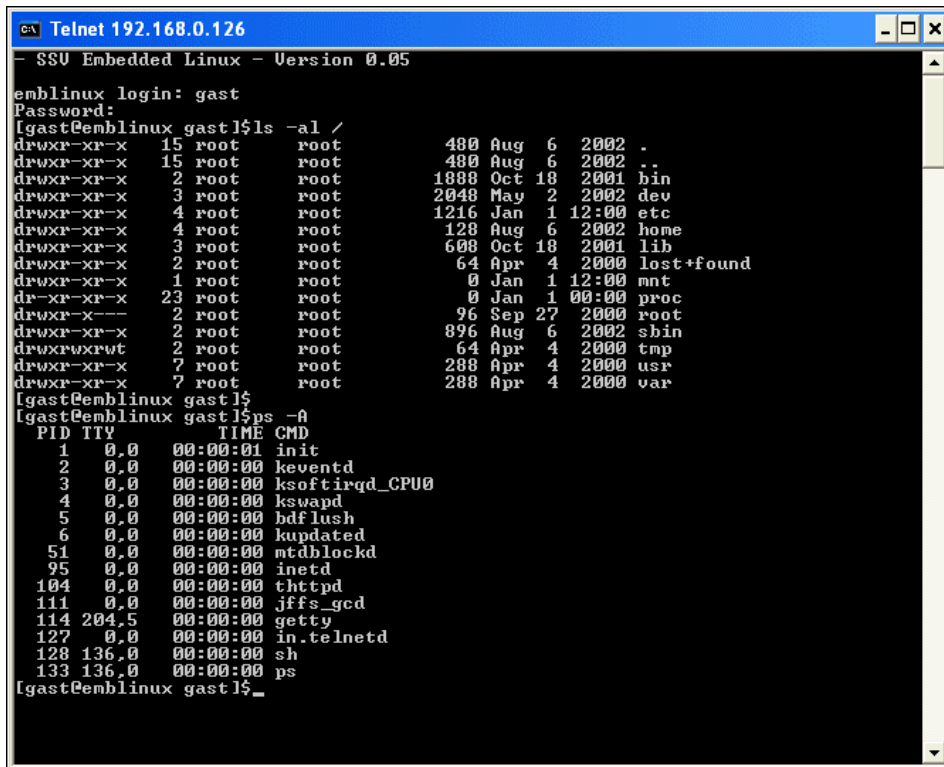 Telnet 192.168.0.126
- SSV Embedded Linux - Version 0.05
emblinux login: gast
Password:
[gast@emblinux gast]$ls -al /
drwxr-xr-x   15 root     root          480 Aug  6  2002 .
drwxr-xr-x   15 root     root          480 Aug  6  2002 ..
drwxr-xr-x    2 root     root         1888 Oct 18  2001 bin
drwxr-xr-x    3 root     root         2048 May  2  2002 dev
drwxr-xr-x    4 root     root         1216 Jan  1 12:00 etc
drwxr-xr-x    4 root     root          128 Aug  6  2002 home
drwxr-xr-x    3 root     root          608 Oct 18  2001 lib
drwxr-xr-x    2 root     root           64 Apr  4  2000 lost+found
drwxr-xr-x    1 root     root            0 Jan  1 12:00 mnt
dr-xr-xr-x   23 root     root            0 Jan  1 00:00 proc
drwxr-x---    2 root     root           96 Sep 27  2000 root
drwxr-xr-x    2 root     root          896 Aug  6  2002 sbin
drwxrwxrwt    2 root     root           64 Apr  4  2000 tmp
drwxr-xr-x    7 root     root          288 Apr  4  2000 usr
drwxr-xr-x    7 root     root          288 Apr  4  2000 var
[gast@emblinux gast]$
[gast@emblinux gast]$ps -A
  PID TTY          TIME CMD
    1    0,0   00:00:01 init
    2    0,0   00:00:00 keventd
    3    0,0   00:00:00 ksoftirqd_CPU0
    4    0,0   00:00:00 kswapd
    5    0,0   00:00:00 bdflush
    6    0,0   00:00:00 kupdated
   51    0,0   00:00:00 mtdblockd
   95    0,0   00:00:00 inetd
  104    0,0   00:00:00 thttpd
  111    0,0   00:00:00 jffs_gcd
  114  204,5   00:00:00 getty
  127    0,0   00:00:00 in.telnetd
  128  136,0   00:00:00 sh
  133  136,0   00:00:00 ps
[gast@emblinux gast]$_